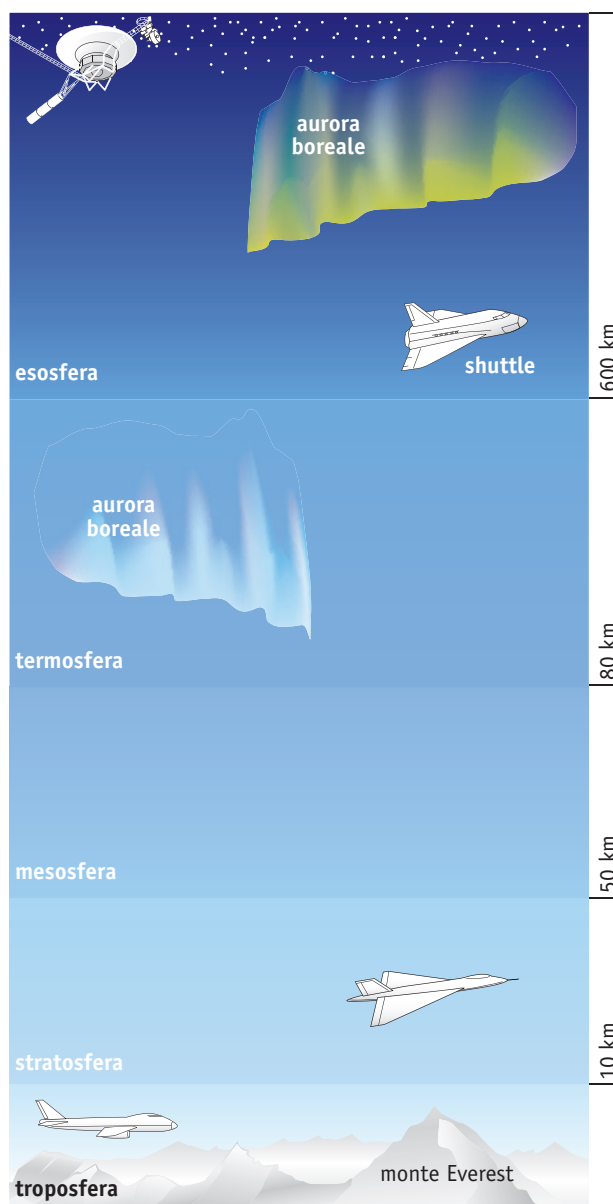 aurora
boreale
shuttle
esosfera
600 km
aurora
boreale
termosfera
80 km
mesosfera
50 km
stratosfera
10 km
monte Everest
troposfera